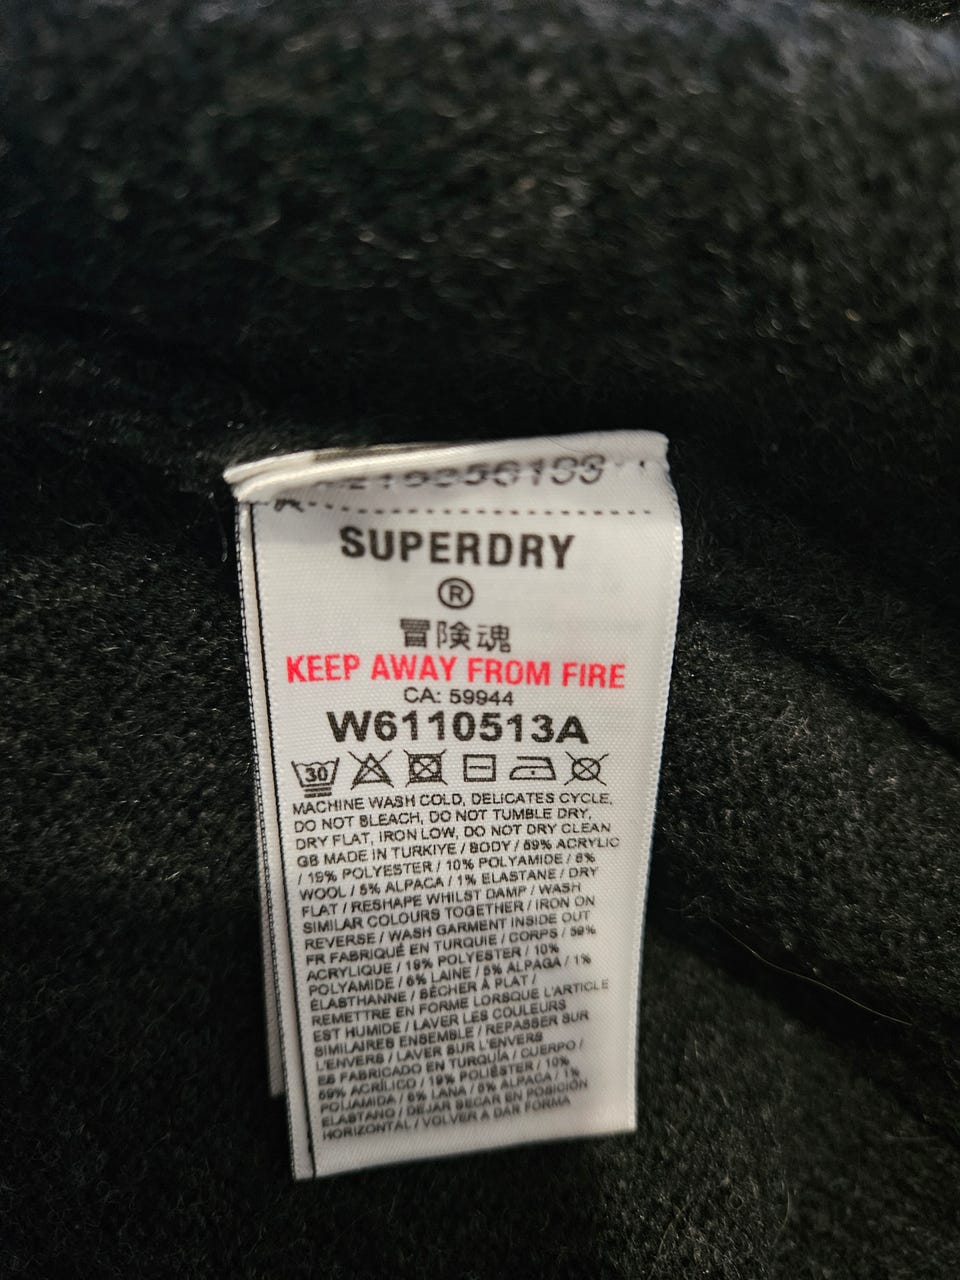 SUPERDRY
®
冒険魂
KEEP AWAY FROM FIRE
CA: 59944
W6110513A
30
MACHINE WASH COLD, DELICATES CYCLE,
DO NOT BLEACH, DO NOT TUMBLE DRY,
DRY FLAT, IRON LOW, DO NOT DRY CLEAN
GB MADE IN TURKIYE / BODY / 59% ACRYLIC
/ 19% POLYESTER / 10% POLYAMIDE / 6%
WOOL / 5% ALPACA / 1% ELASTANE / DRY
FLAT / RESHAPE WHILST DAMP / WASH
SIMILAR COLOURS TOGETHER / IRON ON
REVERSE / WASH GARMENT INSIDE OUT
FR FABRIQUÉ EN TURQUIE / CORPS / 59%
ACRYLIQUE / 19% POLYESTER / 10%
POLYAMIDE / 6% LAINE / 5% ALPAGA / 1%
ÉLASTHANNE / SÉCHER À PLAT /
REMETTRE EN FORME LORSQUE L'ARTICLE
EST HUMIDE / LAVER LES COULEURS
SIMILAIRES ENSEMBLE / REPASSER SUR
L'ENVERS / LAVER SUR L'ENVERS
ES FABRICADO EN TURQUÍA / CUERPO /
59% ACRÍLICO / 19% POLIÉSTER / 10%
POLIAMIDA / 6% LANA / 5% ALPACA / 1%
ELASTANO / DEJAR SECAR EN POSICIÓN
HORIZONTAL / VOLVER A DAR FORMA